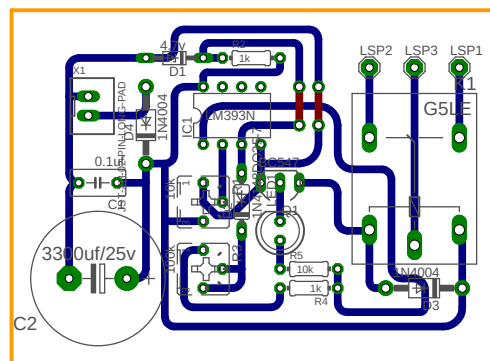 4.7v
D1
R2
1k
LSP2
LSP3
LSP1
X1
K1
G5LE
1N4004
D4
IC1
LM393N
0.1u
C1
10k
BC547
LED1
R1
3300uf/25v
C2
100k
R3
R5
10k
1k
R4
1N4004
D3